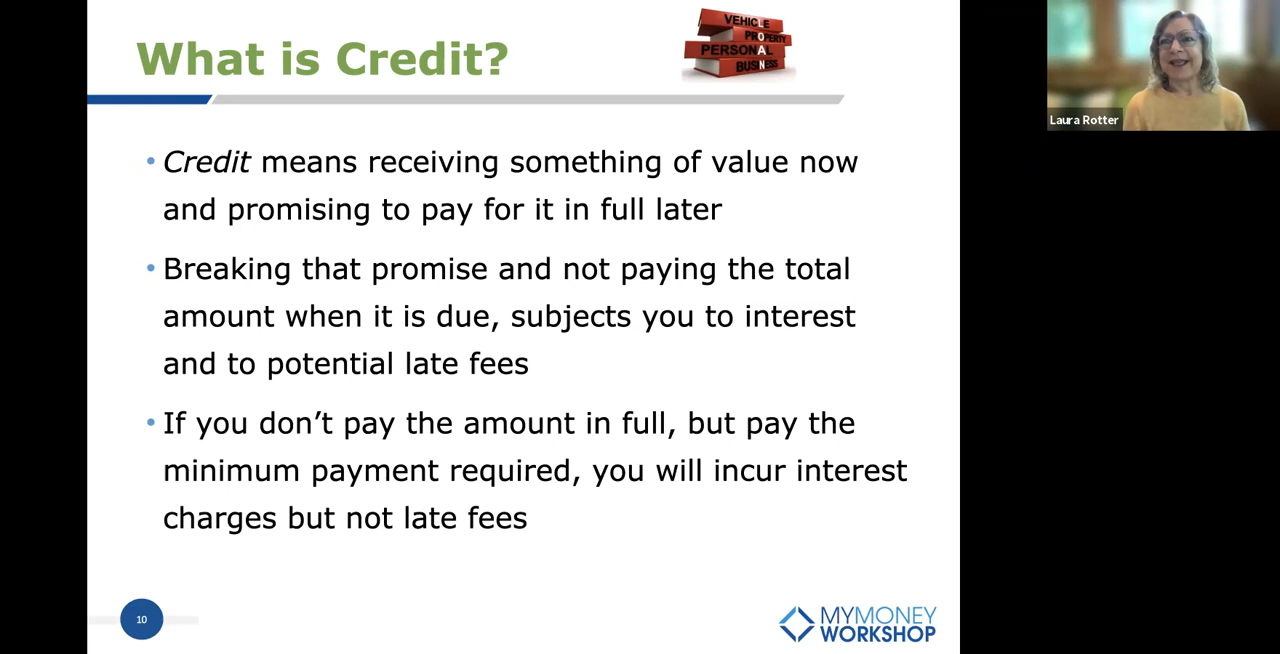 What is Credit?
VEHICLE
PROPERTY
PERSONAL
BUSINESS
Laura Rotter
• Credit means receiving something of value now
and promising to pay for it in full later
• Breaking that promise and not paying the total
amount when it is due, subjects you to interest
and to potential late fees
• If you don’t pay the amount in full, but pay the
minimum payment required, you will incur interest
charges but not late fees
10
MYMONEY
WORKSHOP